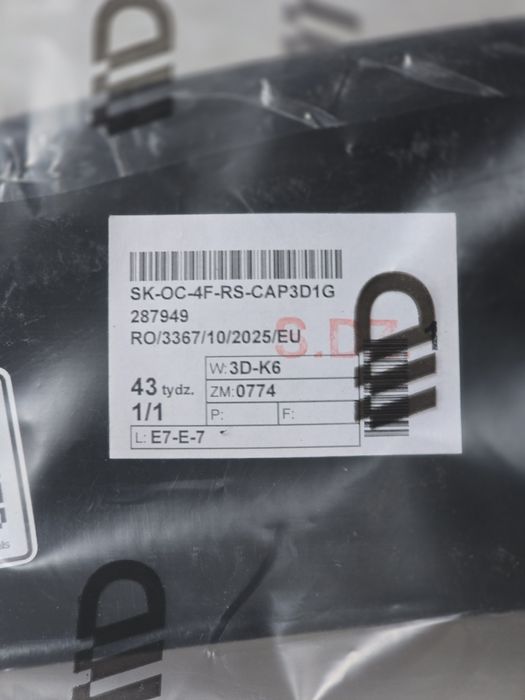 SK-OC-4F-RS-CAP3D1G
287949
RO/3367/10/2025/EU
S.DZ
W: 3D-K6
43 tydz.
ZM: 0774
1/1
P: F:
L: E7-E-7